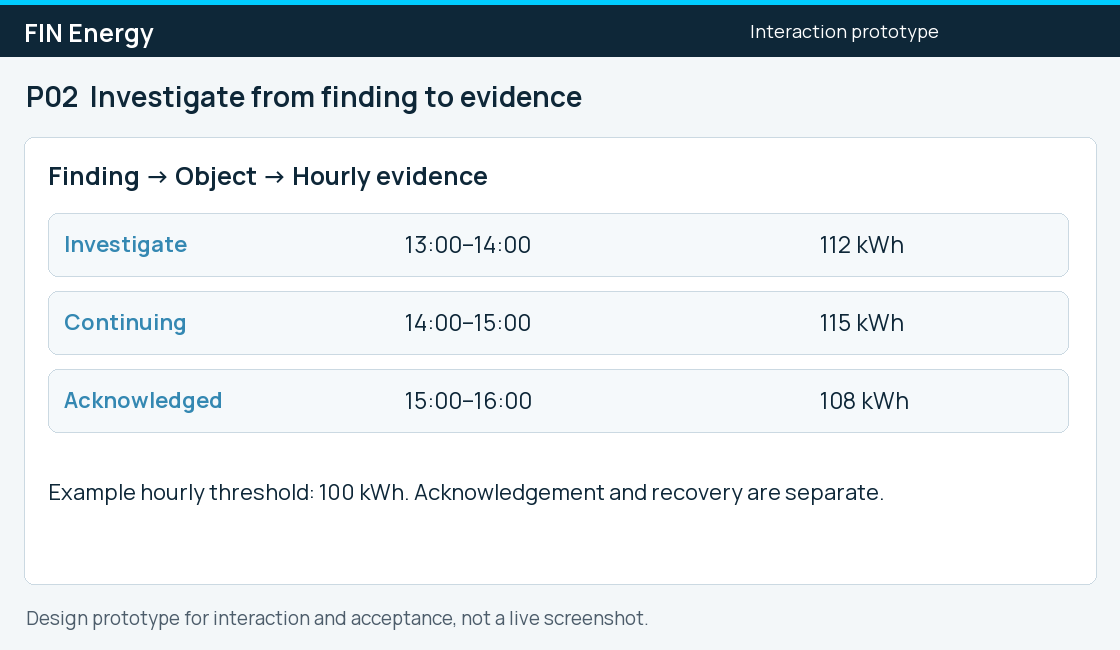 FIN Energy
Interaction prototype
P02 Investigate from finding to evidence
Finding → Object → Hourly evidence
Investigate 13:00–14:00 112 kWh
Continuing 14:00–15:00 115 kWh
Acknowledged 15:00–16:00 108 kWh
Example hourly threshold: 100 kWh. Acknowledgement and recovery are separate.
Design prototype for interaction and acceptance, not a live screenshot.